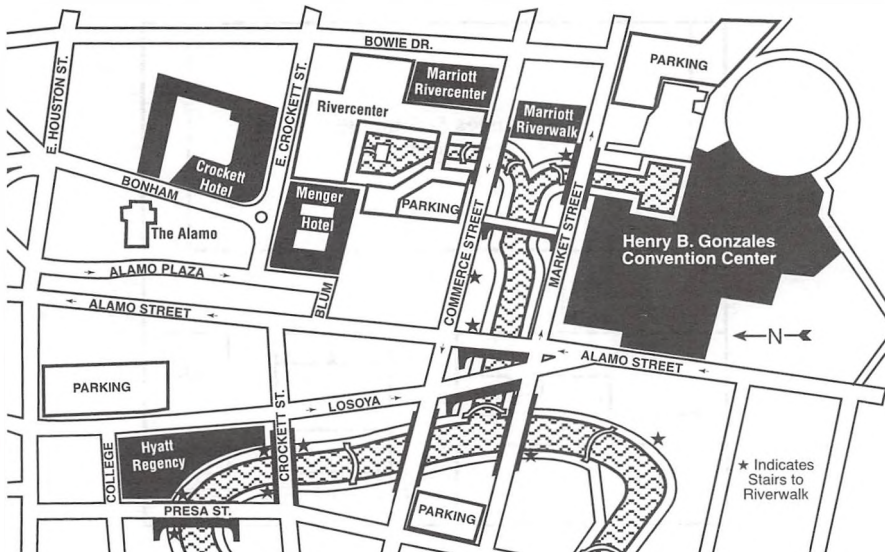 BOWIE DR.
PARKING
E. HOUSTON ST.
E. CROCKETT ST.
Marriott
Rivercenter
Rivercenter
Marriott
Riverwalk
Crockett
Hotel
BONHAM
Menger
Hotel
PARKING
The Alamo
COMMERCE STREET
MARKET STREET
Henry B. Gonzales
Convention Center
ALAMO PLAZA
BLUM
ALAMO STREET
N
ALAMO STREET
PARKING
LOSOYA
CROCKETT ST.
COLLEGE
Hyatt
Regency
PRESA ST.
PARKING
★ Indicates
Stairs to
Riverwalk